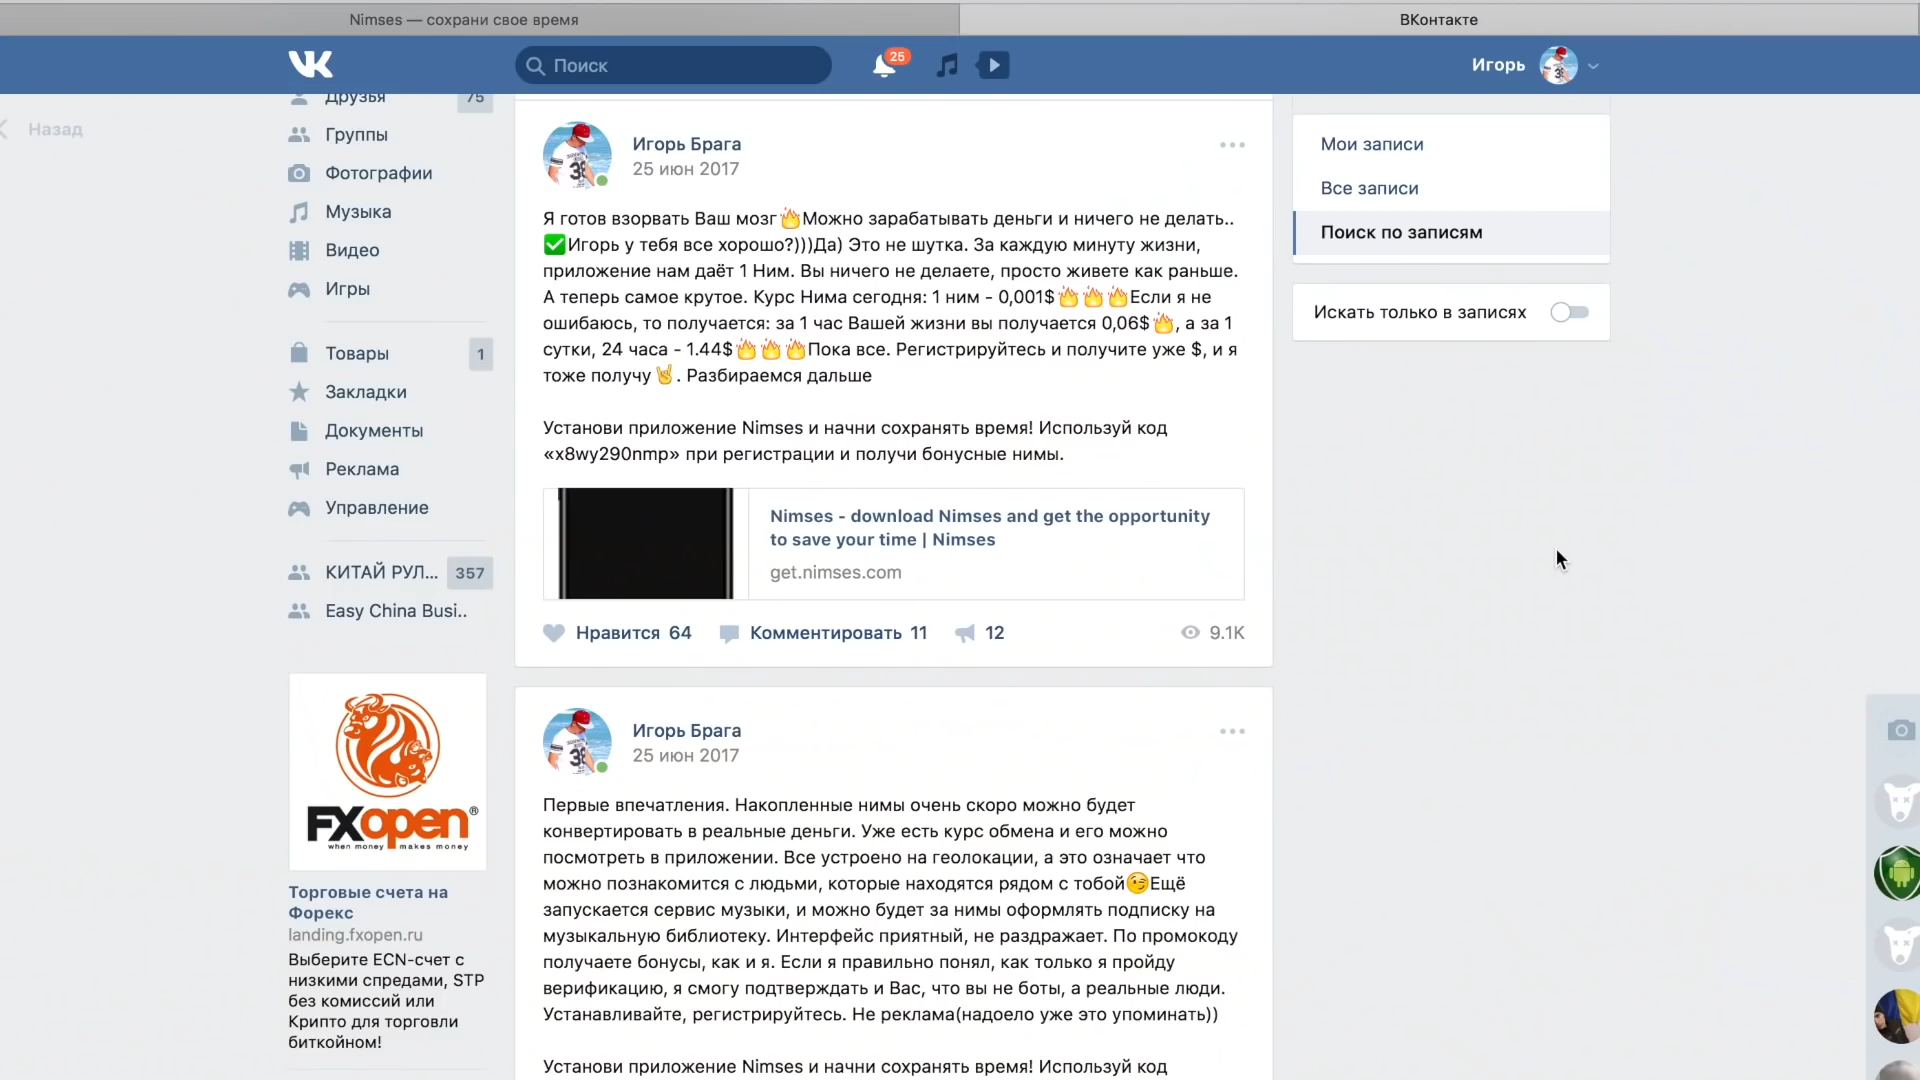 Nimses — сохрани свое время
ВКонтакте
Поиск
25
Игорь
Назад
Друзья 75
Группы
Фотографии
Музыка
Видео
Игры
Товары 1
Закладки
Документы
Реклама
Управление
КИТАЙ РУЛ... 357
Easy China Busi..
FXopen®
when money makes money
Торговые счета на
Форекс
landing.fxopen.ru
Выберите ECN-счет с
низкими спредами, STP
без комиссий или
Крипто для торговли
биткойном!
Игорь Брага
25 июн 2017
Я готов взорвать Ваш мозг🔥Можно зарабатывать деньги и ничего не делать..
✅Игорь у тебя все хорошо?)))Да) Это не шутка. За каждую минуту жизни,
приложение нам даёт 1 Ним. Вы ничего не делаете, просто живете как раньше.
А теперь самое крутое. Курс Нима сегодня: 1 ним - 0,001$🔥🔥🔥Если я не
ошибаюсь, то получается: за 1 час Вашей жизни вы получается 0,06$🔥, а за 1
сутки, 24 часа - 1.44$🔥🔥🔥Пока все. Регистрируйтесь и получите уже $, и я
тоже получу🤘. Разбираемся дальше
Установи приложение Nimses и начни сохранять время! Используй код
«x8wy290nmp» при регистрации и получи бонусные нимы.
Nimses - download Nimses and get the opportunity
to save your time | Nimses
get.nimses.com
Нравится 64 Комментировать 11 12 9.1K
Игорь Брага
25 июн 2017
Первые впечатления. Накопленные нимы очень скоро можно будет
конвертировать в реальные деньги. Уже есть курс обмена и его можно
посмотреть в приложении. Все устроено на геолокации, а это означает что
можно познакомится с людьми, которые находятся рядом с тобой😉Ещё
запускается сервис музыки, и можно будет за нимы оформлять подписку на
музыкальную библиотеку. Интерфейс приятный, не раздражает. По промокоду
получаете бонусы, как и я. Если я правильно понял, как только я пройду
верификацию, я смогу подтверждать и Вас, что вы не боты, а реальные люди.
Устанавливайте, регистрируйтесь. Не реклама(надоело уже это упоминать))
Установи приложение Nimses и начни сохранять время! Используй код
Мои записи
Все записи
Поиск по записям
Искать только в записях